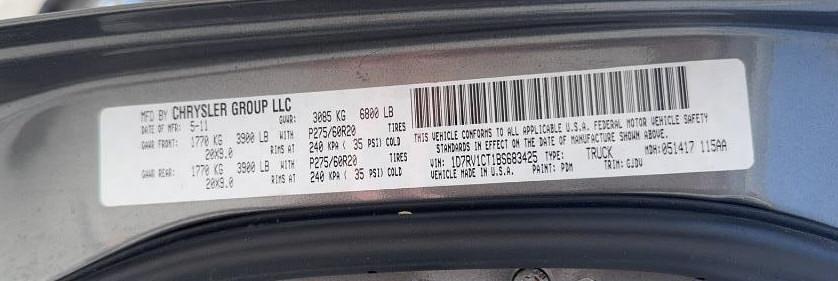 MFD BY CHRYSLER GROUP LLC
DATE OF MFR: 5-11 GVWR: 3085 KG 6800 LB
GAWR FRONT: 1770 KG 3900 LB WITH P275/60R20 TIRES
20X9.0 RIMS AT 240 KPA ( 35 PSI) COLD
GAWR REAR: 1770 KG 3900 LB WITH P275/60R20 TIRES
20X9.0 RIMS AT 240 KPA ( 35 PSI) COLD
THIS VEHICLE CONFORMS TO ALL APPLICABLE U.S.A. FEDERAL MOTOR VEHICLE SAFETY
STANDARDS IN EFFECT ON THE DATE OF MANUFACTURE SHOWN ABOVE.
VIN: 1D7RV1CT1BS683425 TYPE: TRUCK MDH: 051417 115AA
VEHICLE MADE IN U.S.A. PAINT: PDM TRIM: GJDV